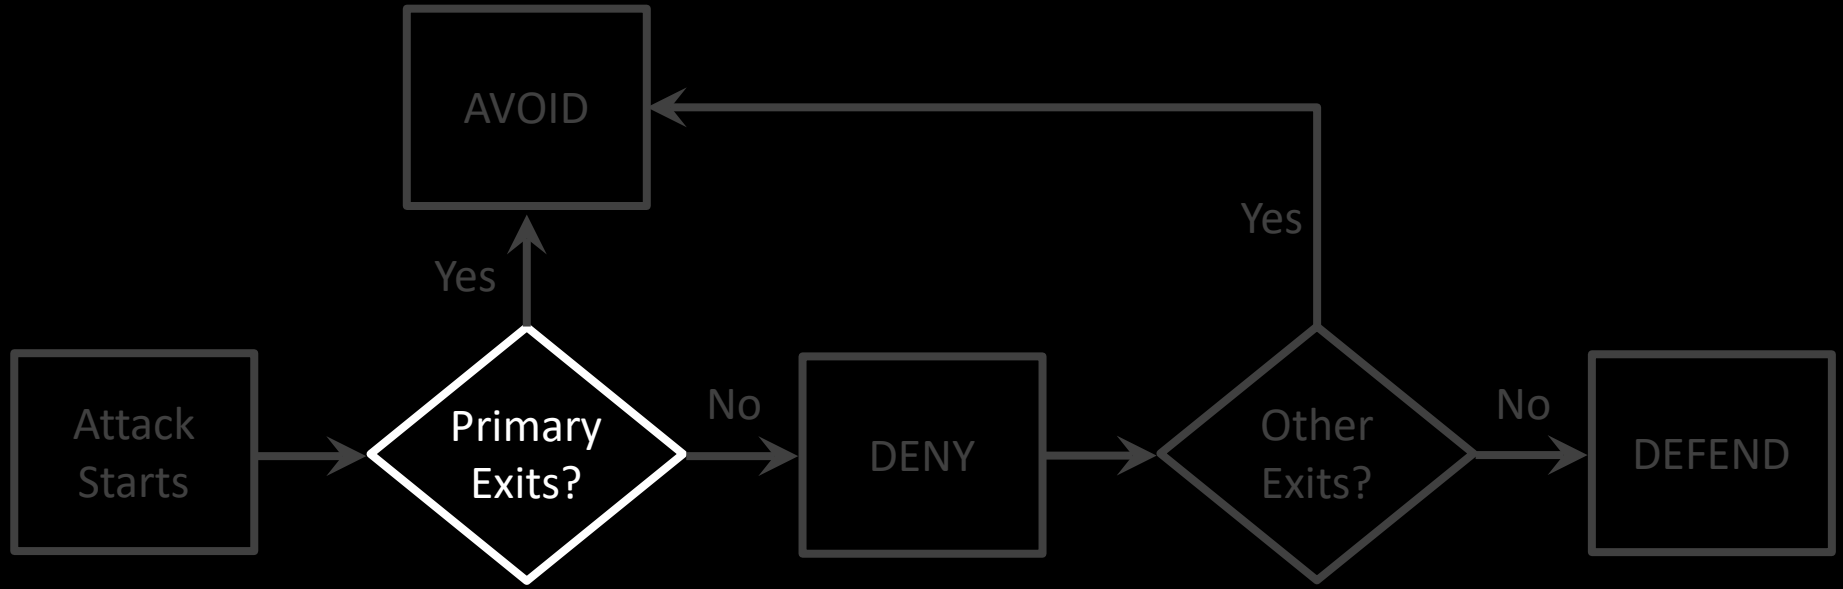 AVOID
Yes
Yes
Attack
Starts
Primary
Exits?
No
DENY
Other
Exits?
No
DEFEND